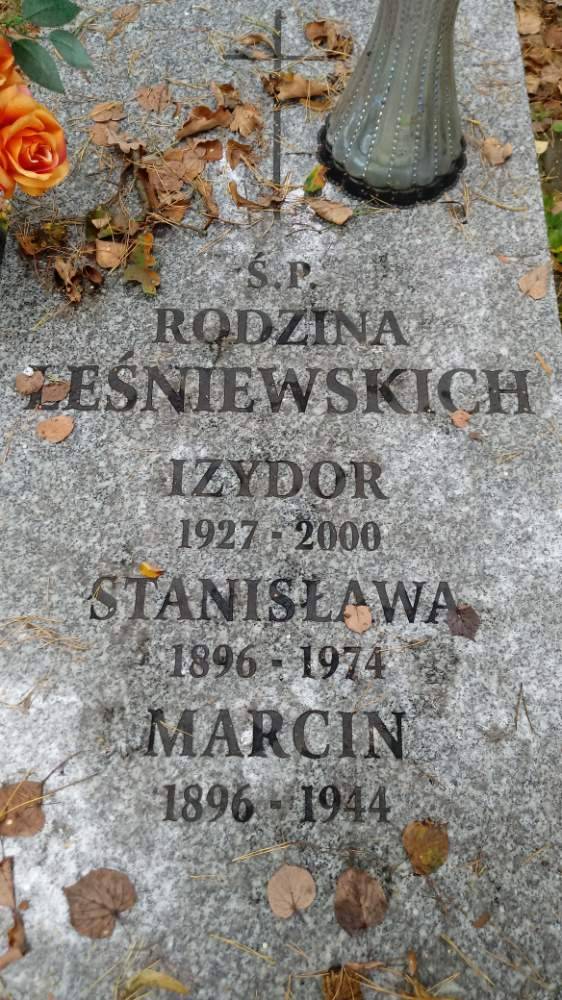 Ś.P.
RODZINA
LEŚNIEWSKICH
IZYDOR
1927 - 2000
STANISŁAWA
1896 - 1974
MARCIN
1896 - 1944